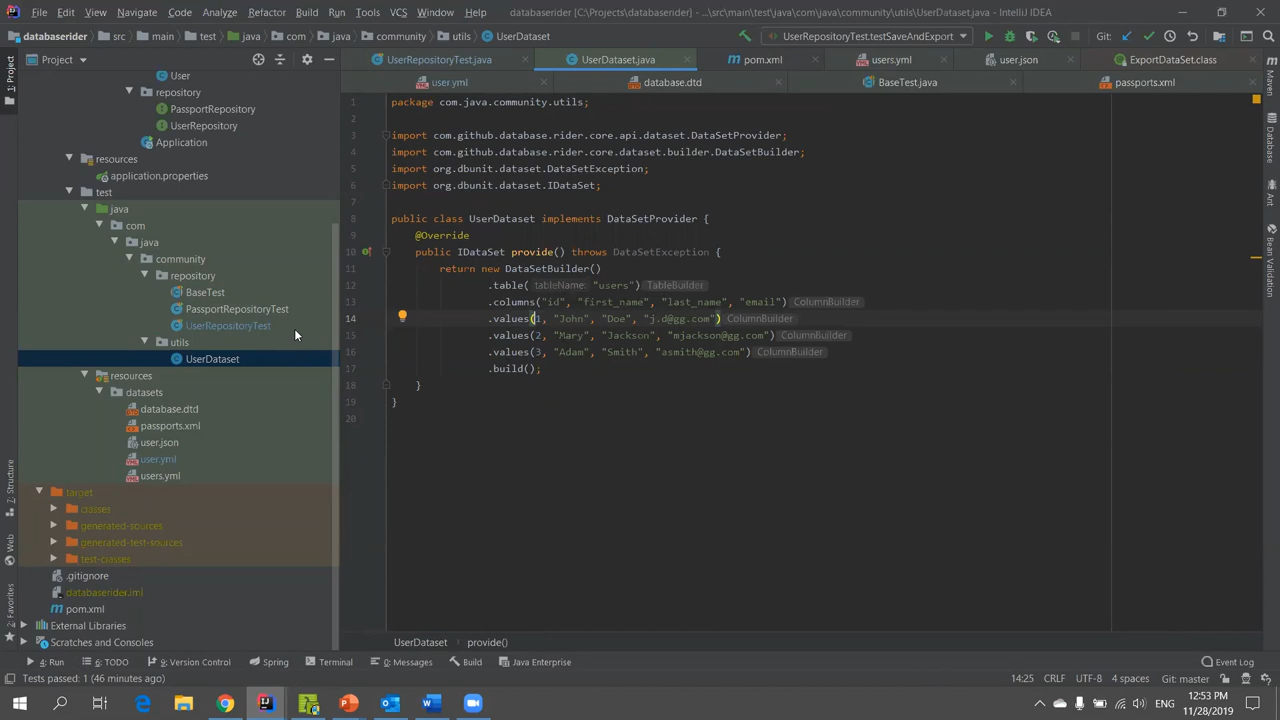 File Edit View Navigate Code Analyze Refactor Build Run Tools VCS Window Help databaserider [C:\Projects\databaserider] - ...\src\main\test\java\com\java\community\utils\UserDataset.java - IntelliJ IDEA
databaserider src main test java com java community utils UserDataset UserRepositoryTest.testSaveAndExport Git:
Project UserRepositoryTest.java UserDataset.java pom.xml users.yml user.json ExportDataSet.class
user.yml database.dtd BaseTest.java passports.xml
1: Project
7: Structure
Web
2: Favorites
User
repository
PassportRepository
UserRepository
Application
resources
application.properties
test
java
com
java
community
repository
BaseTest
PassportRepositoryTest
UserRepositoryTest
utils
UserDataset
resources
datasets
database.dtd
passports.xml
user.json
user.yml
users.yml
target
classes
generated-sources
generated-test-sources
test-classes
.gitignore
databaserider.iml
pom.xml
External Libraries
Scratches and Consoles
1 package com.java.community.utils;
2
3 import com.github.database.rider.core.api.dataset.DataSetProvider;
4 import com.github.database.rider.core.dataset.builder.DataSetBuilder;
5 import org.dbunit.dataset.DataSetException;
6 import org.dbunit.dataset.IDataSet;
7
8 public class UserDataset implements DataSetProvider {
9 @Override
10 public IDataSet provide() throws DataSetException {
11 return new DataSetBuilder()
12 .table( tableName: "users") TableBuilder
13 .columns("id", "first_name", "last_name", "email") ColumnBuilder
14 .values(1, "John", "Doe", "j.d@gg.com") ColumnBuilder
15 .values(2, "Mary", "Jackson", "mjackson@gg.com") ColumnBuilder
16 .values(3, "Adam", "Smith", "asmith@gg.com") ColumnBuilder
17 .build();
18 }
19 }
20
Maven
Database
Ant
Bean Validation
UserDataset provide()
4: Run 6: TODO 9: Version Control Spring Terminal 0: Messages Build Java Enterprise Event Log
Tests passed: 1 (46 minutes ago) 14:25 CRLF UTF-8 4 spaces Git: master
ENG 12:53 PM
11/28/2019